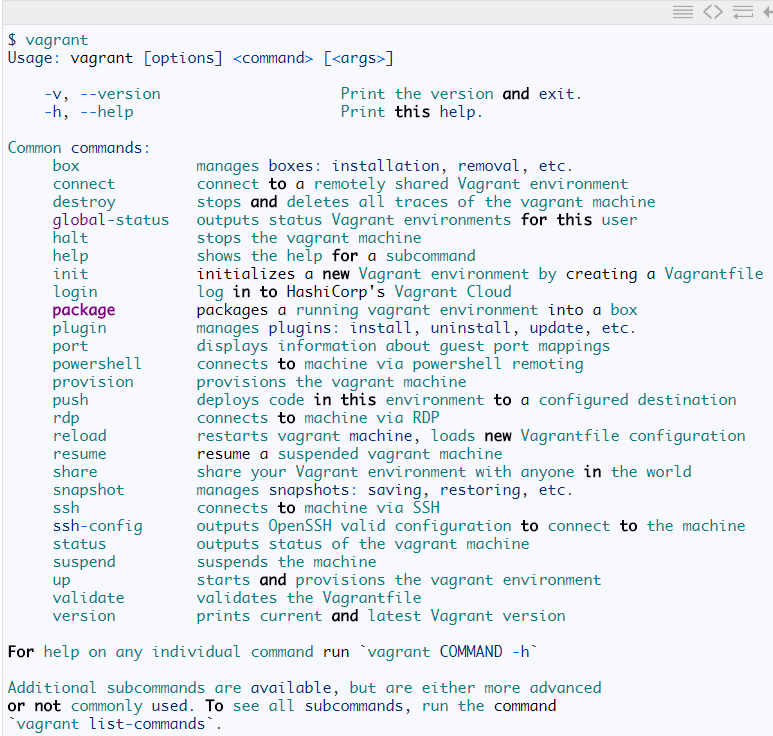 $ vagrant
Usage: vagrant [options] <command> [<args>]

    -v, --version                    Print the version and exit.
    -h, --help                       Print this help.

Common commands:
     box             manages boxes: installation, removal, etc.
     connect         connect to a remotely shared Vagrant environment
     destroy         stops and deletes all traces of the vagrant machine
     global-status   outputs status Vagrant environments for this user
     halt            stops the vagrant machine
     help            shows the help for a subcommand
     init            initializes a new Vagrant environment by creating a Vagrantfile
     login           log in to HashiCorp's Vagrant Cloud
     package         packages a running vagrant environment into a box
     plugin          manages plugins: install, uninstall, update, etc.
     port            displays information about guest port mappings
     powershell      connects to machine via powershell remoting
     provision       provisions the vagrant machine
     push            deploys code in this environment to a configured destination
     rdp             connects to machine via RDP
     reload          restarts vagrant machine, loads new Vagrantfile configuration
     resume          resume a suspended vagrant machine
     share           share your Vagrant environment with anyone in the world
     snapshot        manages snapshots: saving, restoring, etc.
     ssh             connects to machine via SSH
     ssh-config      outputs OpenSSH valid configuration to connect to the machine
     status          outputs status of the vagrant machine
     suspend         suspends the machine
     up              starts and provisions the vagrant environment
     validate        validates the Vagrantfile
     version         prints current and latest Vagrant version

For help on any individual command run `vagrant COMMAND -h`

Additional subcommands are available, but are either more advanced
or not commonly used. To see all subcommands, run the command
`vagrant list-commands`.